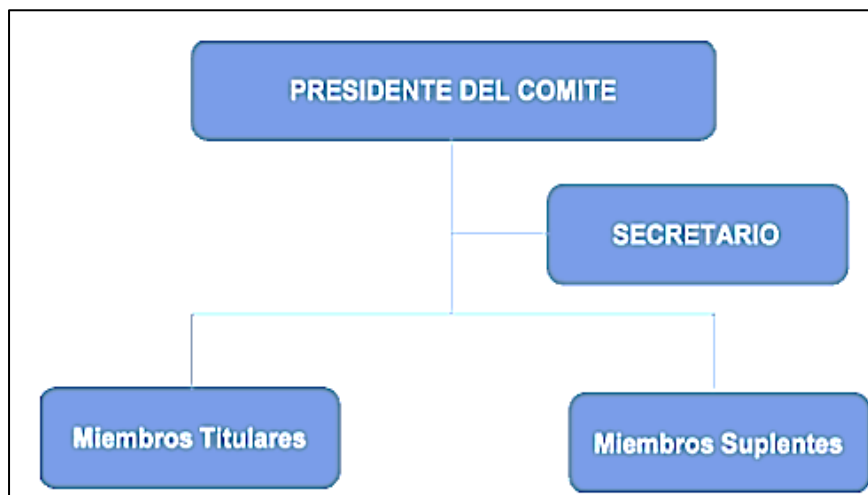 PRESIDENTE DEL COMITE
SECRETARIO
Miembros Titulares
Miembros Suplentes